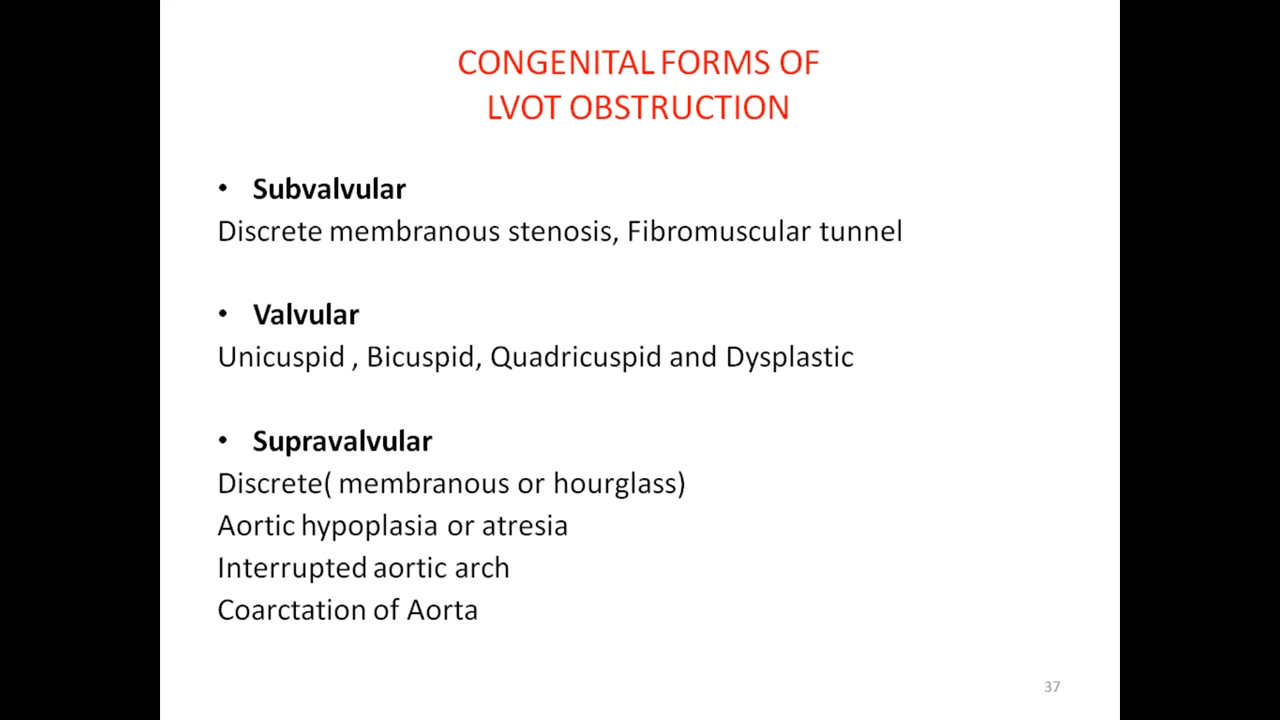 CONGENITAL FORMS OF
LVOT OBSTRUCTION
• Subvalvular
Discrete membranous stenosis, Fibromuscular tunnel
• Valvular
Unicuspid , Bicuspid, Quadricuspid and Dysplastic
• Supravalvular
Discrete( membranous or hourglass)
Aortic hypoplasia or atresia
Interrupted aortic arch
Coarctation of Aorta
37